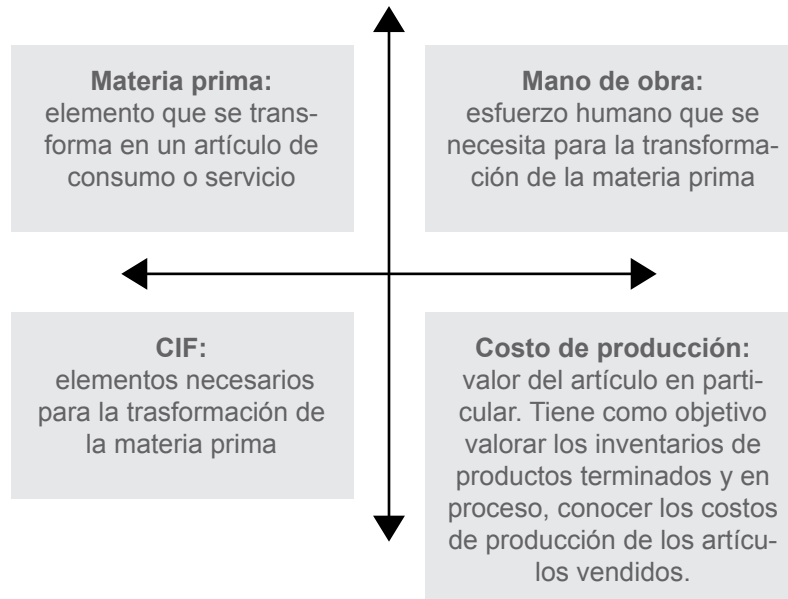 Materia prima:
elemento que se trans-
forma en un artículo de
consumo o servicio
Mano de obra:
esfuerzo humano que se
necesita para la transforma-
ción de la materia prima
CIF:
elementos necesarios
para la trasformación de
la materia prima
Costo de producción:
valor del artículo en parti-
cular. Tiene como objetivo
valorar los inventarios de
productos terminados y en
proceso, conocer los costos
de producción de los artícu-
los vendidos.